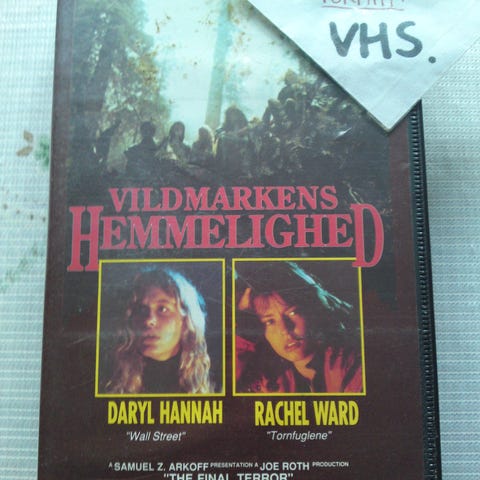 VHS.
VILDMARKENS
HEMMELIGHED
DARYL HANNAH
"Wall Street"
RACHEL WARD
"Tornfuglene"
A SAMUEL Z. ARKOFF PRESENTATION A JOE ROTH PRODUCTION
"THE FINAL TERROR"